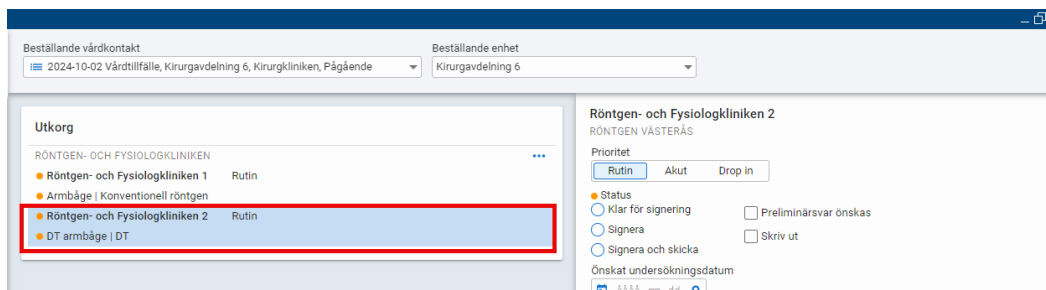 Beställande vårdkontakt
Beställande enhet
2024-10-02 Vårdtillfälle, Kirurgavdelning 6, Kirurgkliniken, Pågående
Kirurgavdelning 6
Utkorg
RÖNTGEN- OCH FYSIOLOGKLINIKEN
Röntgen- och Fysiologkliniken 1 Rutin
Armbåge | Konventionell röntgen
Röntgen- och Fysiologkliniken 2 Rutin
DT armbåge | DT
Röntgen- och Fysiologkliniken 2
RÖNTGEN VÄSTERÅS
Prioritet
Rutin Akut Drop in
Status
Klar för signering
Preliminärsvar önskas
Signera
Skriv ut
Signera och skicka
Önskat undersökningsdatum